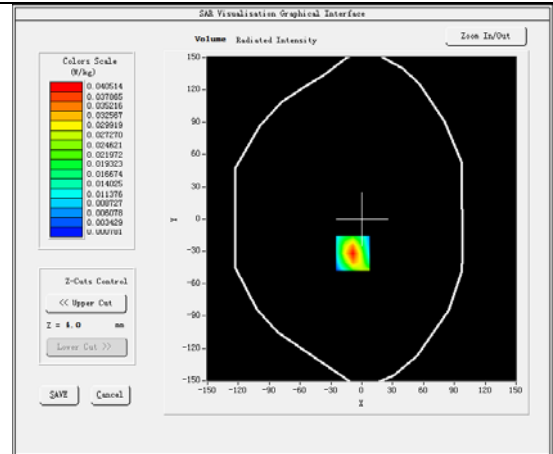 SAR Visualisation Graphical Interface
Volume Radiated Intensity
Zoom In/Out
Colors Scale
(W/kg)
0.040514
0.037865
0.035216
0.032567
0.029919
0.027270
0.024621
0.021972
0.019323
0.016674
0.014025
0.011376
0.008727
0.006078
0.003429
0.000781
Z-Cuts Control
<< Upper Cut
Z = 4.0 mm
Lower Cut >>
SAVE Cancel
150
120
90
60
30
0
-30
-60
-90
-120
-150
Y
-150 -120 -90 -60 -30 0 30 60 90 120 150
X